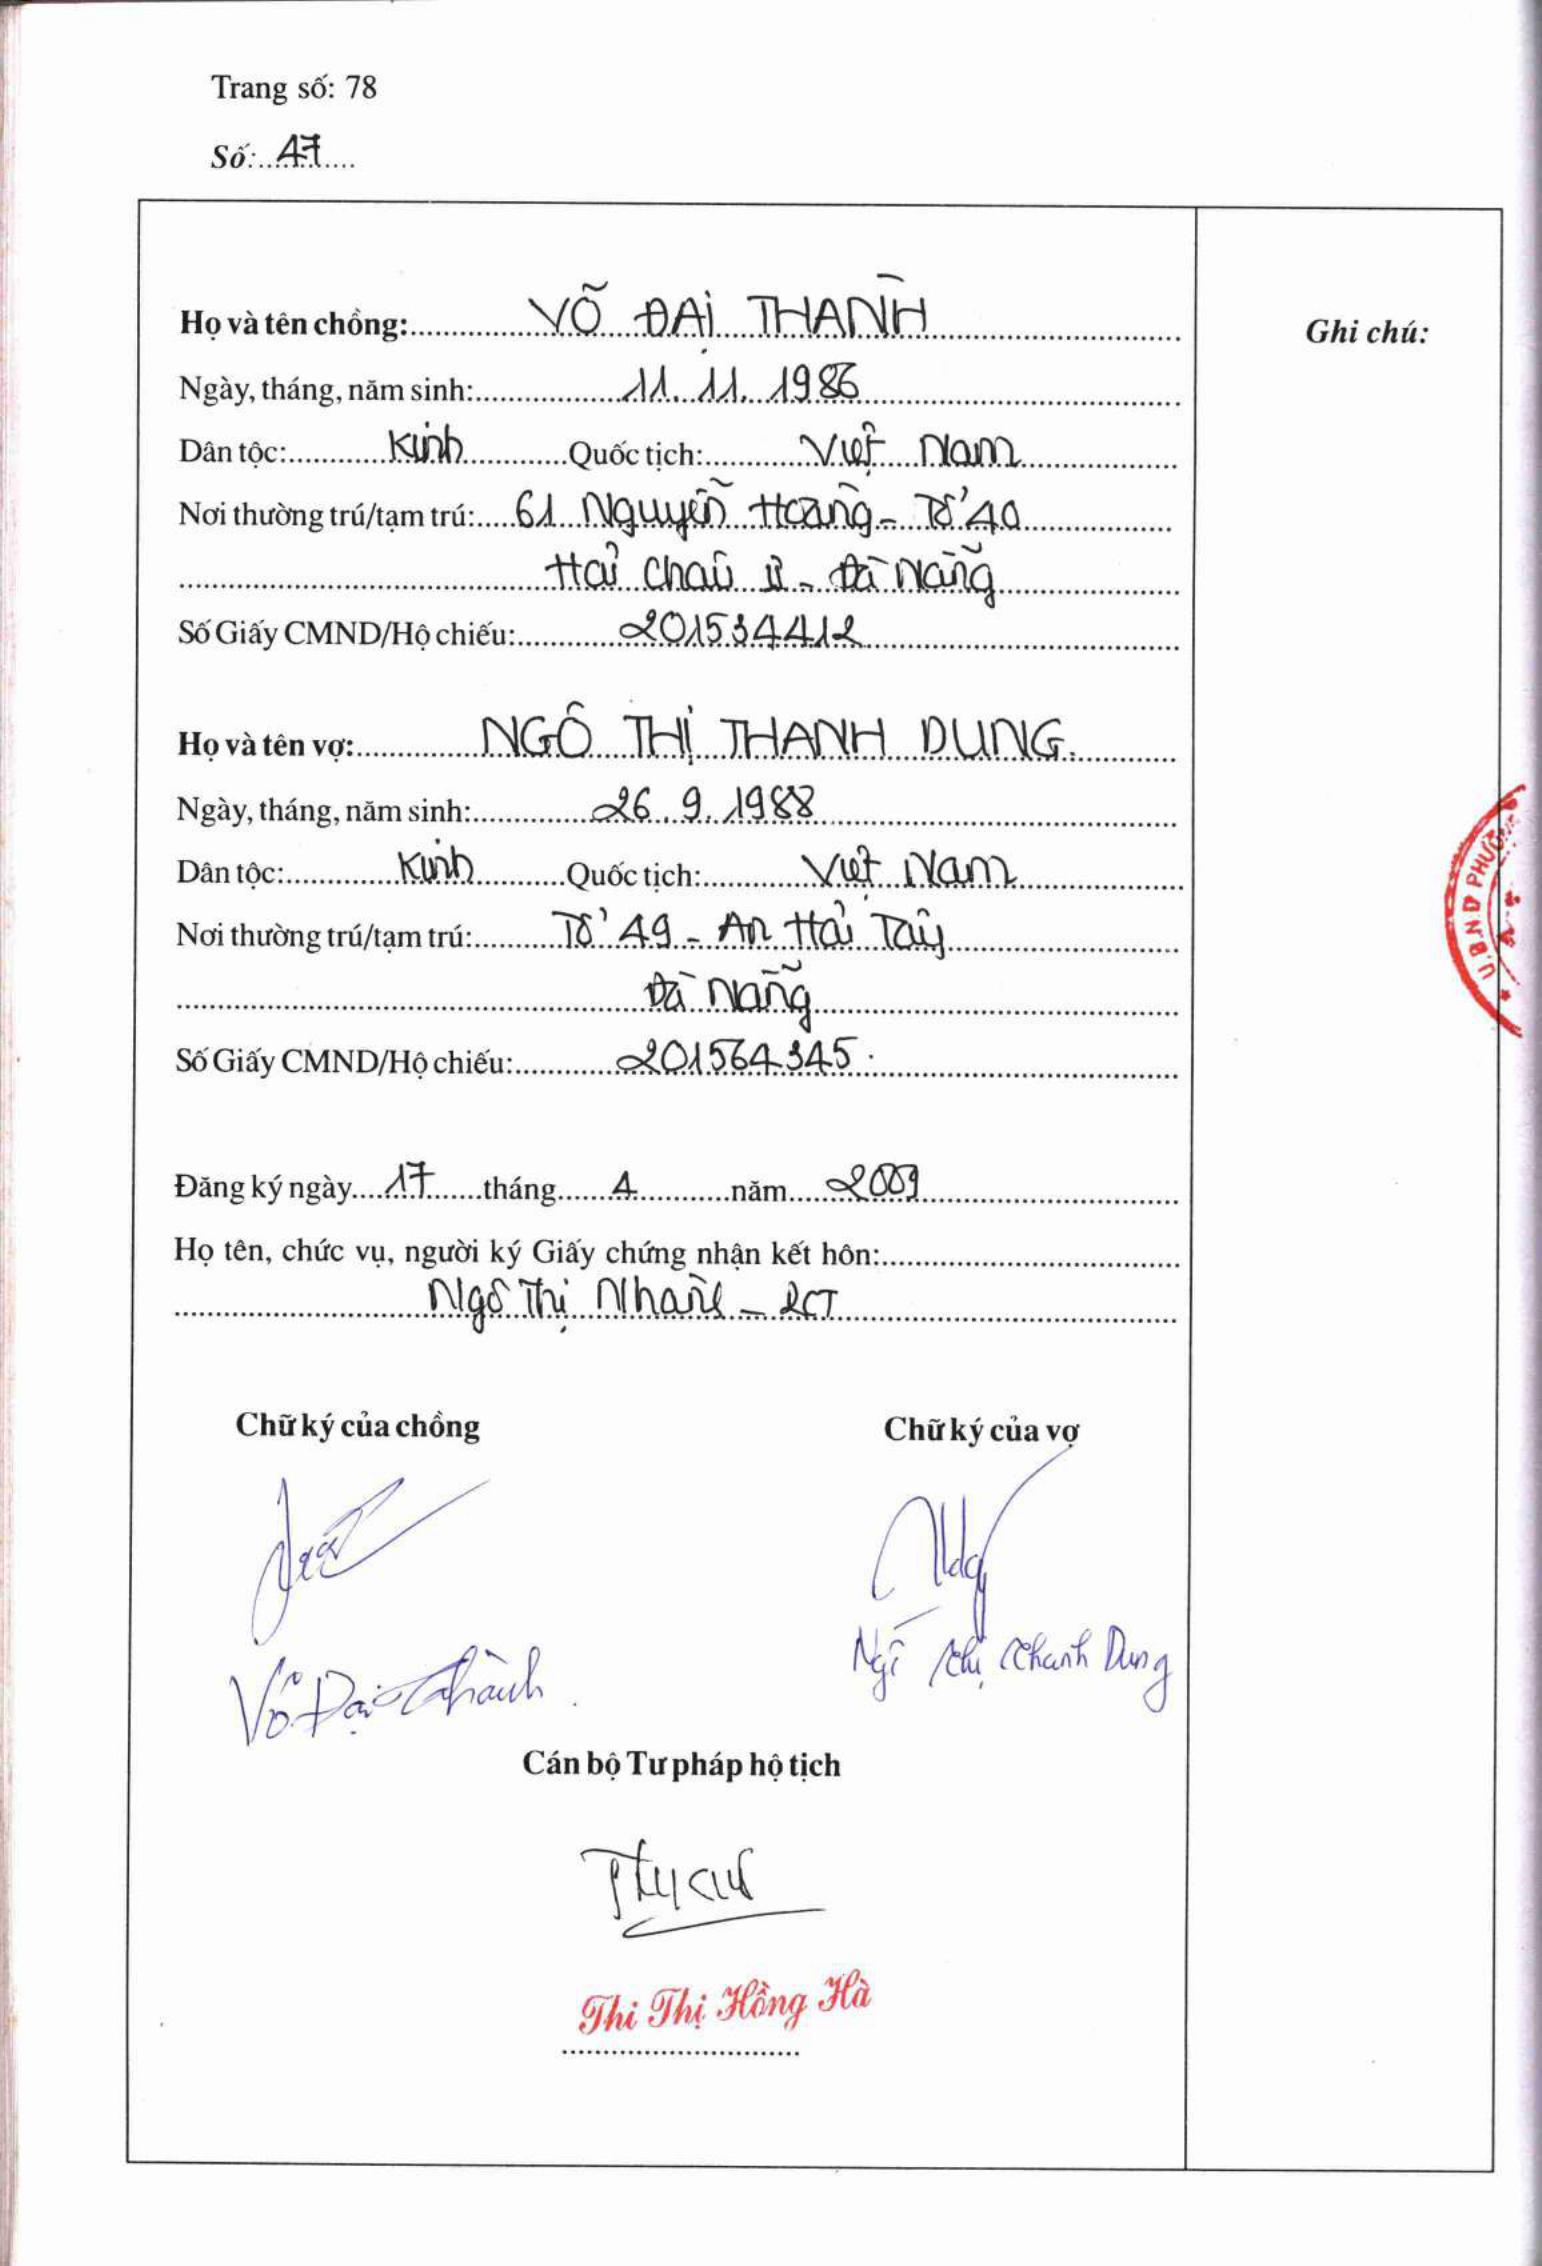 Trang số: 78
Số: 47
Họ và tên chồng: VÕ ĐẠI THÀNH
Ghi chú:
Ngày, tháng, năm sinh: 11. 11. 1986
Dân tộc: Kinh Quốc tịch: Việt Nam
Nơi thường trú/tạm trú: 61 Nguyễn Hoàng - Tổ 40
Hải Châu II - Đà Nẵng
Số Giấy CMND/Hộ chiếu: 201534412
Họ và tên vợ: NGÔ THỊ THANH DUNG.
Ngày, tháng, năm sinh: 26. 9. 1988
Dân tộc: Kinh Quốc tịch: Việt Nam
Nơi thường trú/tạm trú: Tổ 49 - An Hải Tây
Đà Nẵng
Số Giấy CMND/Hộ chiếu: 201564345.
U.B.N.D PHƯỜNG
Đăng ký ngày 17 tháng 4 năm 2009
Họ tên, chức vụ, người ký Giấy chứng nhận kết hôn:
Ngô Thị Nhàn - PCT
Chữ ký của chồng Chữ ký của vợ
Võ Đại Thành Ngô Thị Thanh Dung
Cán bộ Tư pháp hộ tịch
Thi Thị Hồng Hà